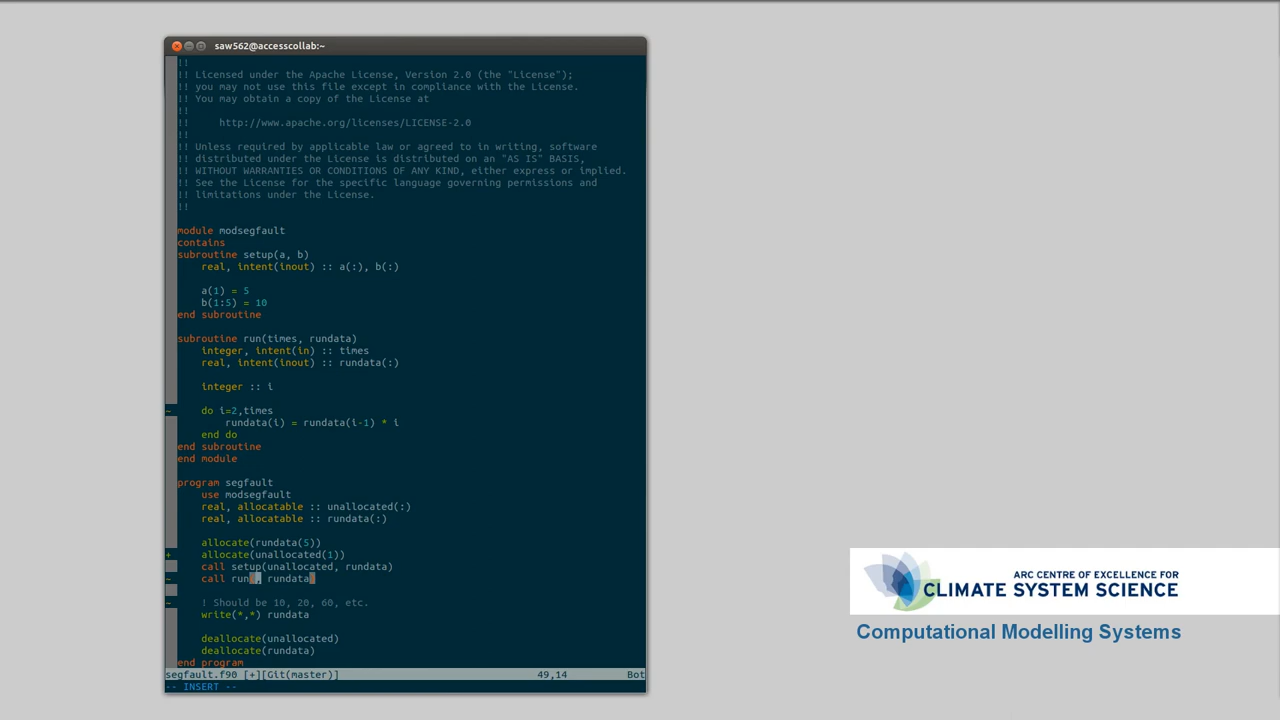 saw562@accesscollab:~
!!
!! Licensed under the Apache License, Version 2.0 (the "License");
!! you may not use this file except in compliance with the License.
!! You may obtain a copy of the License at
!!
!!     http://www.apache.org/licenses/LICENSE-2.0
!!
!! Unless required by applicable law or agreed to in writing, software
!! distributed under the License is distributed on an "AS IS" BASIS,
!! WITHOUT WARRANTIES OR CONDITIONS OF ANY KIND, either express or implied.
!! See the License for the specific language governing permissions and
!! limitations under the License.
!!
module modsegfault
contains
subroutine setup(a, b)
    real, intent(inout) :: a(:), b(:)
    a(1) = 5
    b(1:5) = 10
end subroutine
subroutine run(times, rundata)
    integer, intent(in) :: times
    real, intent(inout) :: rundata(:)
    integer :: i
~    do i=2,times
        rundata(i) = rundata(i-1) * i
    end do
end subroutine
end module
program segfault
    use modsegfault
    real, allocatable :: unallocated(:)
    real, allocatable :: rundata(:)
    allocate(rundata(5))
+    allocate(unallocated(1))
    call setup(unallocated, rundata)
~    call run(, rundata)
~    ! Should be 10, 20, 60, etc.
    write(*,*) rundata
    deallocate(unallocated)
    deallocate(rundata)
end program
segfault.f90 [+][Git(master)] 49,14 Bot
-- INSERT --
ARC CENTRE OF EXCELLENCE FOR
CLIMATE SYSTEM SCIENCE
Computational Modelling Systems